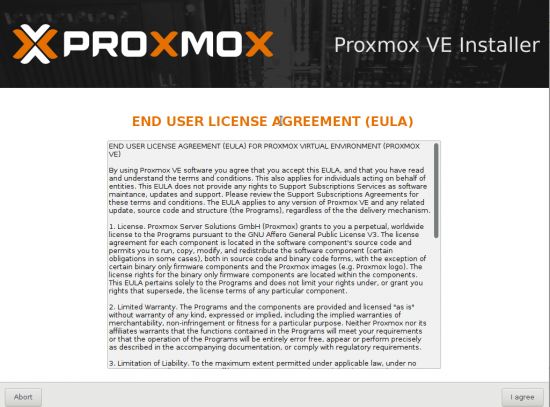 PROXMOX
Proxmox VE Installer
END USER LICENSE AGREEMENT (EULA)
END USER LICENSE AGREEMENT (EULA) FOR PROXMOX VIRTUAL ENVIRONMENT (PROXMOX
VE)
By using Proxmox VE software you agree that you accept this EULA, and that you have read
and understand the terms and conditions. This also applies for individuals acting on behalf of
entities. This EULA does not provide any rights to Support Subscriptions Services as software
maintance, updates and support. Please review the Support Subscriptions Agreements for
these terms and conditions. The EULA applies to any version of Proxmox VE and any related
update, source code and structure (the Programs), regardless of the the delivery mechanism.
1. License. Proxmox Server Solutions GmbH (Proxmox) grants to you a perpetual, worldwide
license to the Programs pursuant to the GNU Affero General Public License V3. The license
agreement for each component is located in the software component's source code and
permits you to run, copy, modify, and redistribute the software component (certain
obligations in some cases), both in source code and binary code forms, with the exception of
certain binary only firmware components and the Proxmox images (e.g. Proxmox logo). The
license rights for the binary only firmware components are located within the components.
This EULA pertains solely to the Programs and does not limit your rights under, or grant you
rights that supersede, the license terms of any particular component.
2. Limited Warranty. The Programs and the components are provided and licensed "as is"
without warranty of any kind, expressed or implied, including the implied warranties of
merchantability, non-infringement or fitness for a particular purpose. Neither Proxmox nor its
affiliates warrants that the functions contained in the Programs will meet your requirements
or that the operation of the Programs will be entirely error free, appear or perform precisely
as described in the accompanying documentation, or comply with regulatory requirements.
3. Limitation of Liability. To the maximum extent permitted under applicable law, under no
Abort
I agree